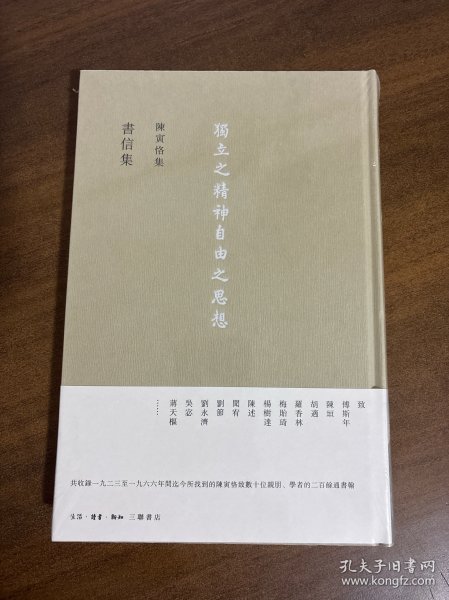 獨立之精神自由之思想
陳寅恪集
書信集
致
傅斯年
陳垣
胡適
羅香林
梅貽琦
楊樹達
陳述
聞宥
劉節
劉永濟
吳宓
蔣天樞
……
共收錄一九二三至一九六六年間迄今所找到的陳寅恪致數十位親朋、學者的二百餘通書翰
生活·讀書·新知 三聯書店
孔夫子旧书网
kongfz.com